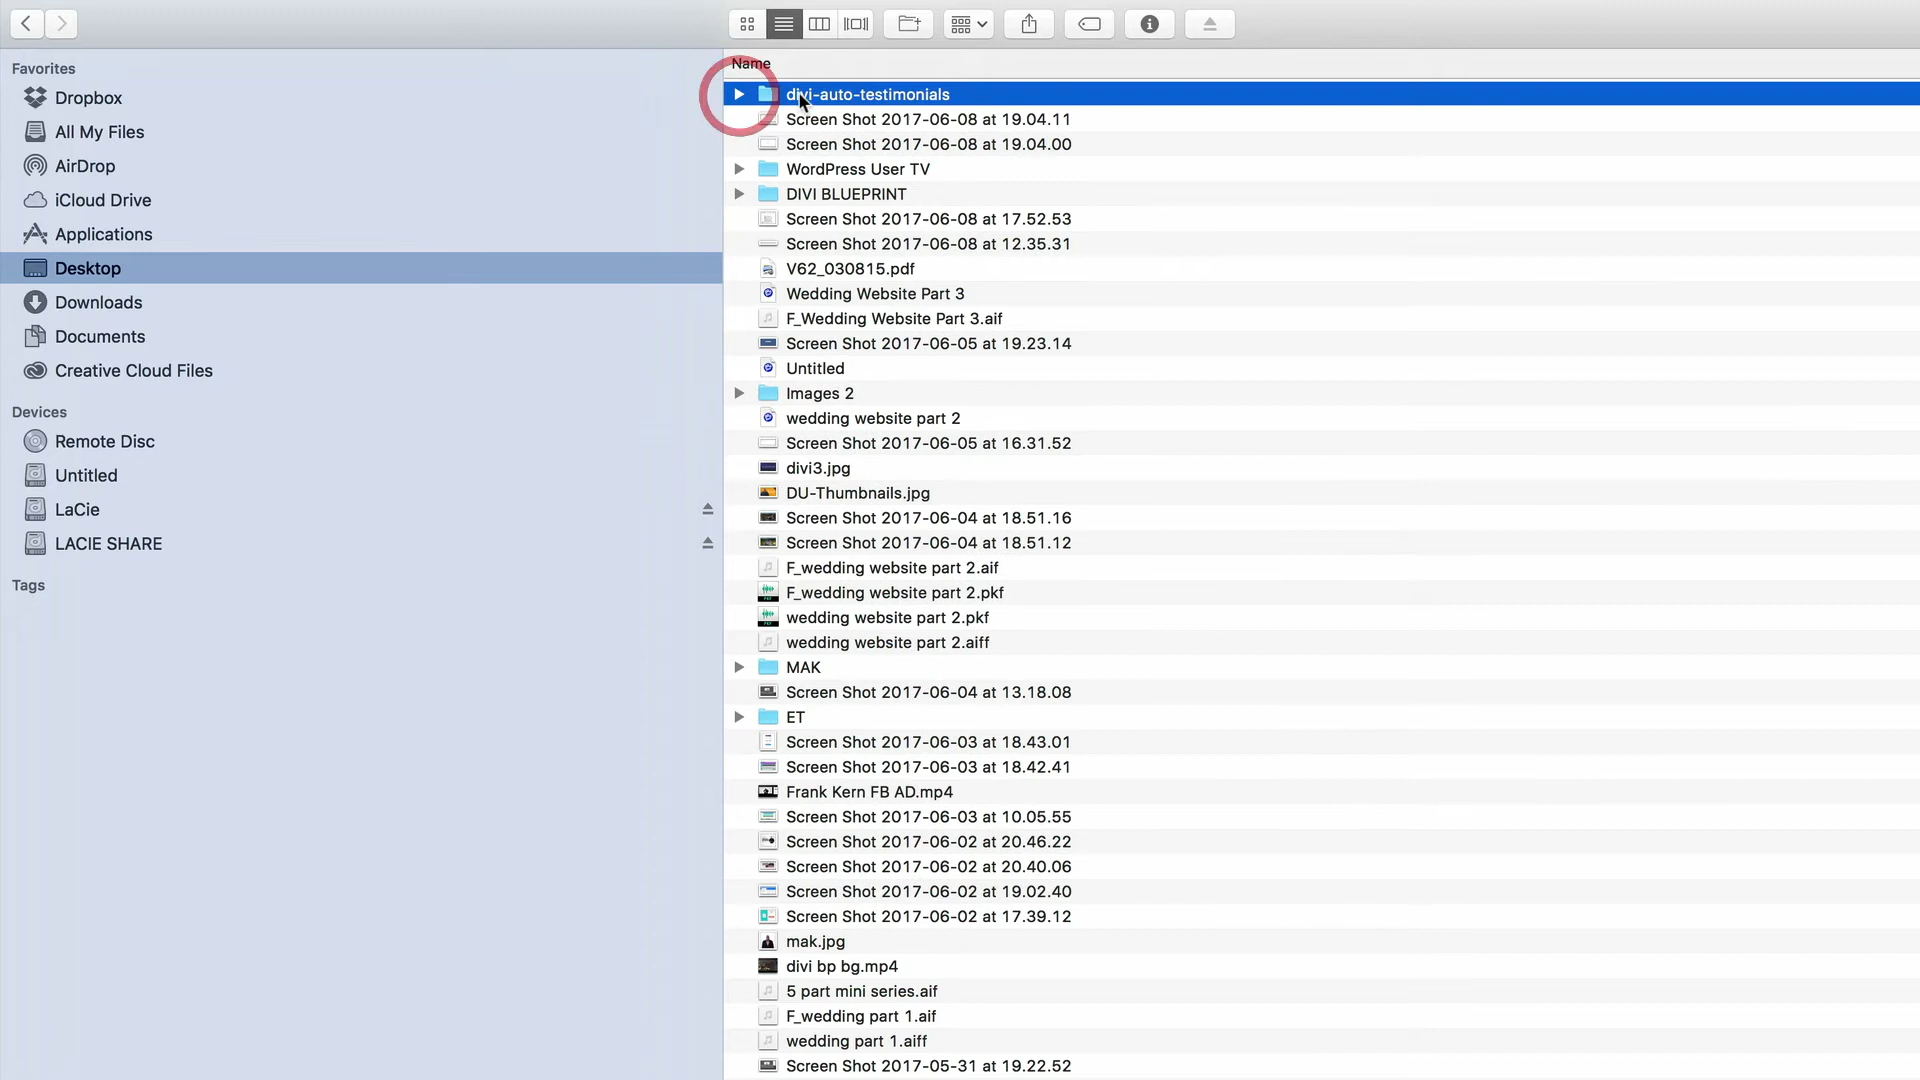 Favorites
Dropbox
All My Files
AirDrop
iCloud Drive
Applications
Desktop
Downloads
Documents
Creative Cloud Files
Devices
Remote Disc
Untitled
LaCie
LACIE SHARE
Tags
Name
divi-auto-testimonials
Screen Shot 2017-06-08 at 19.04.11
Screen Shot 2017-06-08 at 19.04.00
WordPress User TV
DIVI BLUEPRINT
Screen Shot 2017-06-08 at 17.52.53
Screen Shot 2017-06-08 at 12.35.31
V62_030815.pdf
Wedding Website Part 3
F_Wedding Website Part 3.aif
Screen Shot 2017-06-05 at 19.23.14
Untitled
Images 2
wedding website part 2
Screen Shot 2017-06-05 at 16.31.52
divi3.jpg
DU-Thumbnails.jpg
Screen Shot 2017-06-04 at 18.51.16
Screen Shot 2017-06-04 at 18.51.12
F_wedding website part 2.aif
F_wedding website part 2.pkf
wedding website part 2.pkf
wedding website part 2.aiff
MAK
Screen Shot 2017-06-04 at 13.18.08
ET
Screen Shot 2017-06-03 at 18.43.01
Screen Shot 2017-06-03 at 18.42.41
Frank Kern FB AD.mp4
Screen Shot 2017-06-03 at 10.05.55
Screen Shot 2017-06-02 at 20.46.22
Screen Shot 2017-06-02 at 20.40.06
Screen Shot 2017-06-02 at 19.02.40
Screen Shot 2017-06-02 at 17.39.12
mak.jpg
divi bp bg.mp4
5 part mini series.aif
F_wedding part 1.aif
wedding part 1.aiff
Screen Shot 2017-05-31 at 19.22.52